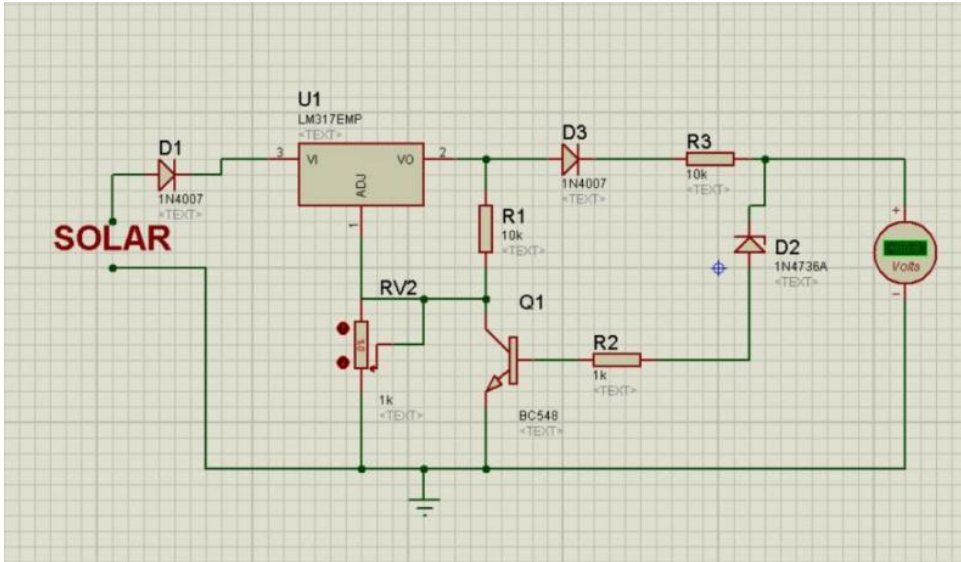 U1
LM317EMP
<TEXT>
D1
1N4007
<TEXT>
3
VI
VO
2
ADJ
1
D3
1N4007
<TEXT>
R3
10k
<TEXT>
R1
10k
<TEXT>
SOLAR
D2
1N4736A
<TEXT>
+
Volts
-
RV2
1k
<TEXT>
Q1
BC548
<TEXT>
R2
1k
<TEXT>